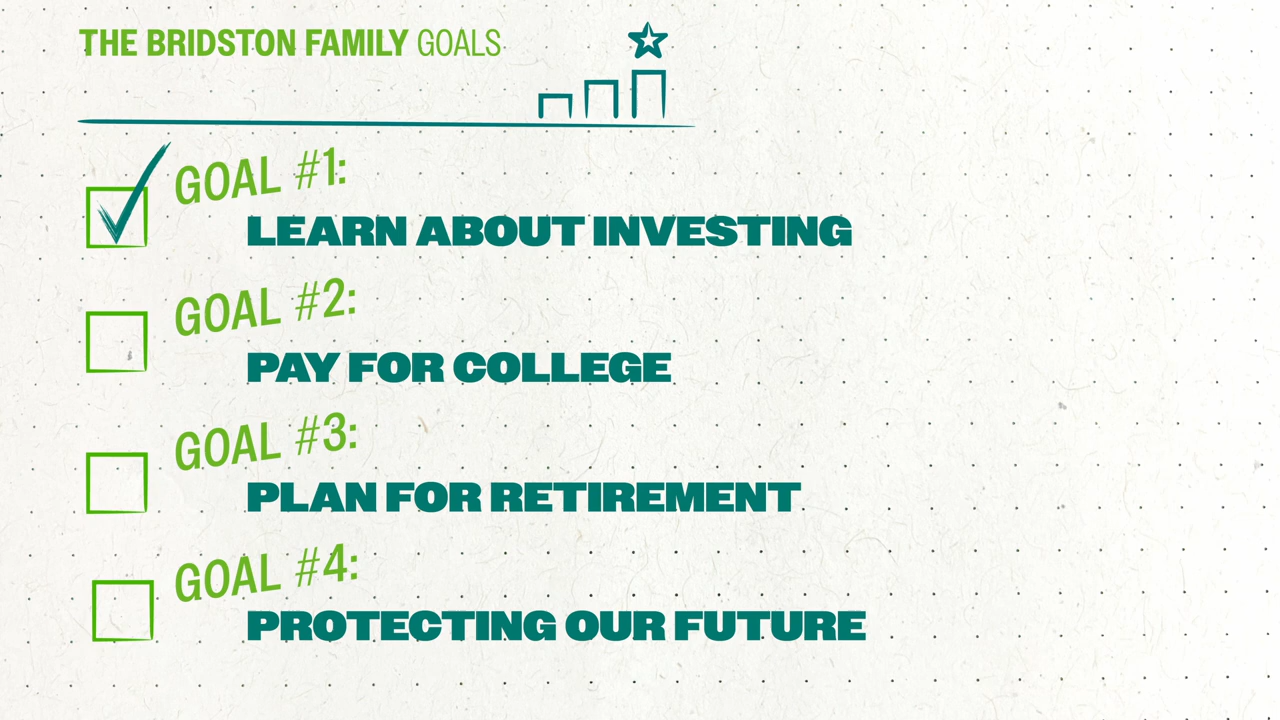 THE BRIDSTON FAMILY GOALS
GOAL #1:
LEARN ABOUT INVESTING
GOAL #2:
PAY FOR COLLEGE
GOAL #3:
PLAN FOR RETIREMENT
GOAL #4:
PROTECTING OUR FUTURE